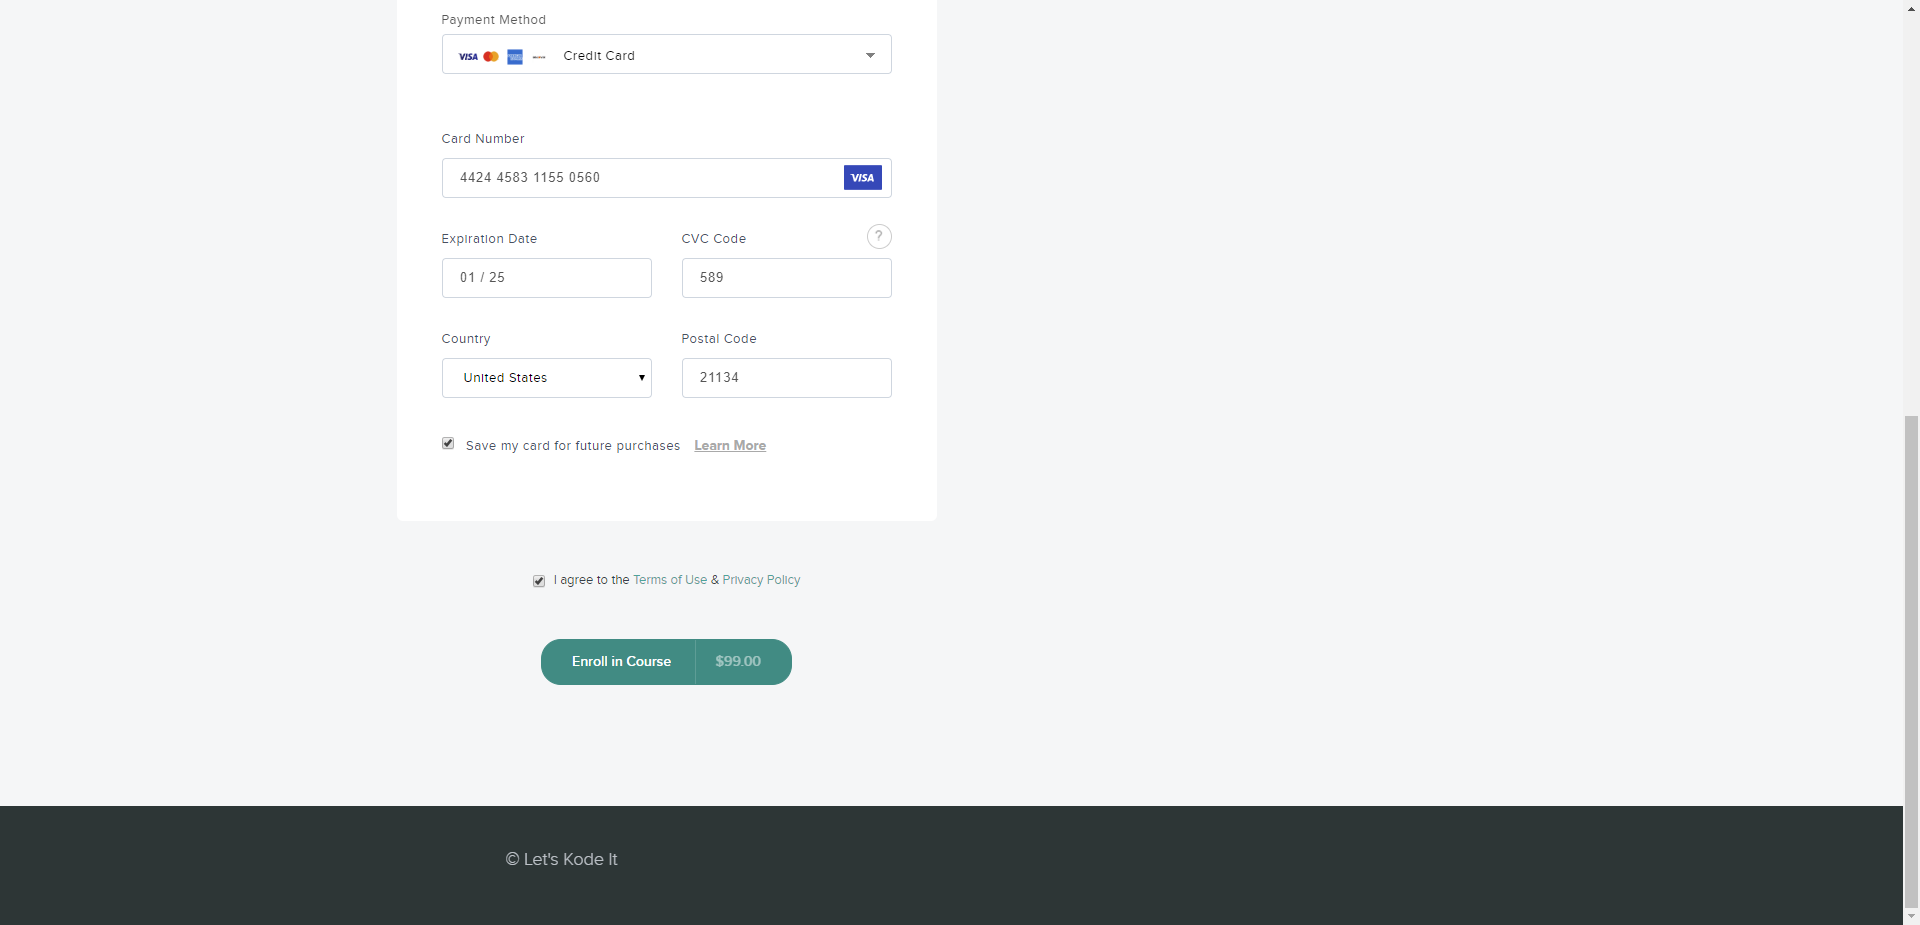 Payment Method
VISA Credit Card
Card Number
4424 4583 1155 0560 VISA
Expiration Date CVC Code ?
01 / 25 589
Country Postal Code
United States 21134
Save my card for future purchases Learn More
I agree to the Terms of Use & Privacy Policy
Enroll in Course $99.00
© Let's Kode It